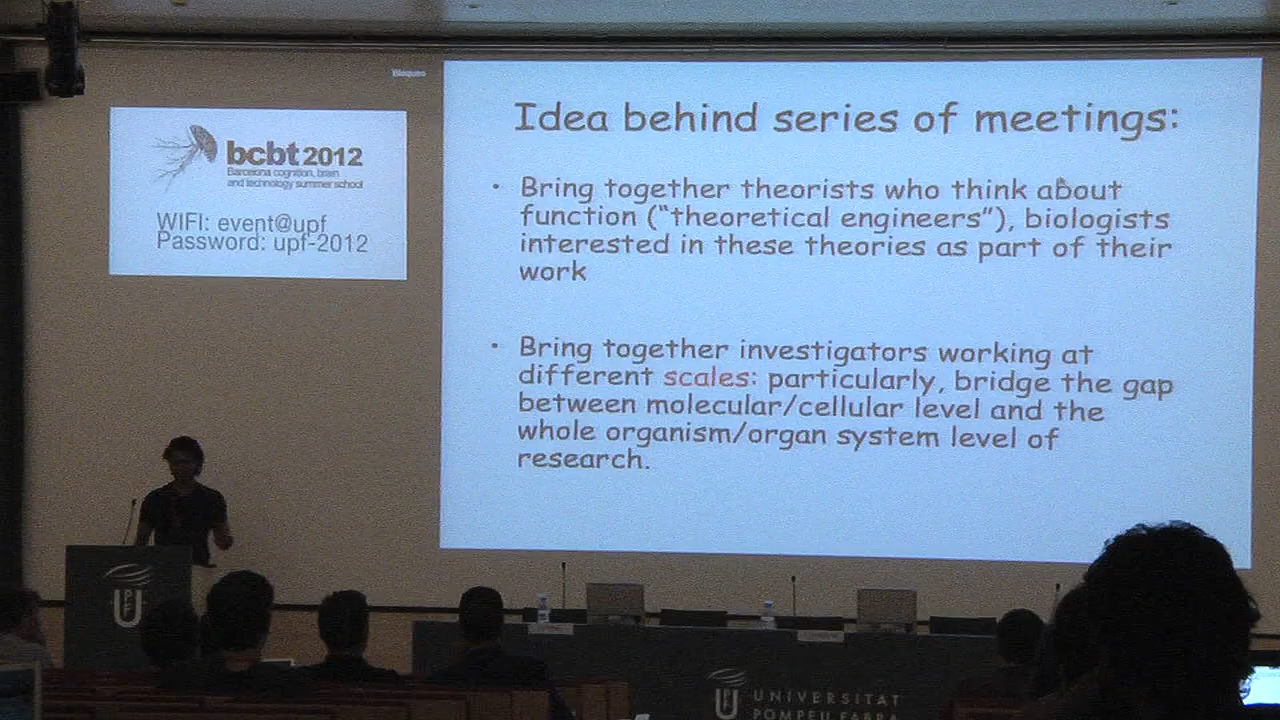 Bloqueo
bcbt 2012
Barcelona cognition, brain
and technology summer school
WIFI: event@upf
Password: upf-2012
Idea behind series of meetings:
• Bring together theorists who think about
function (“theoretical engineers”), biologists
interested in these theories as part of their
work
• Bring together investigators working at
different scales: particularly, bridge the gap
between molecular/cellular level and the
whole organism/organ system level of
research.
U
P F
U
UNIVERSITAT
POMPEU FABRA